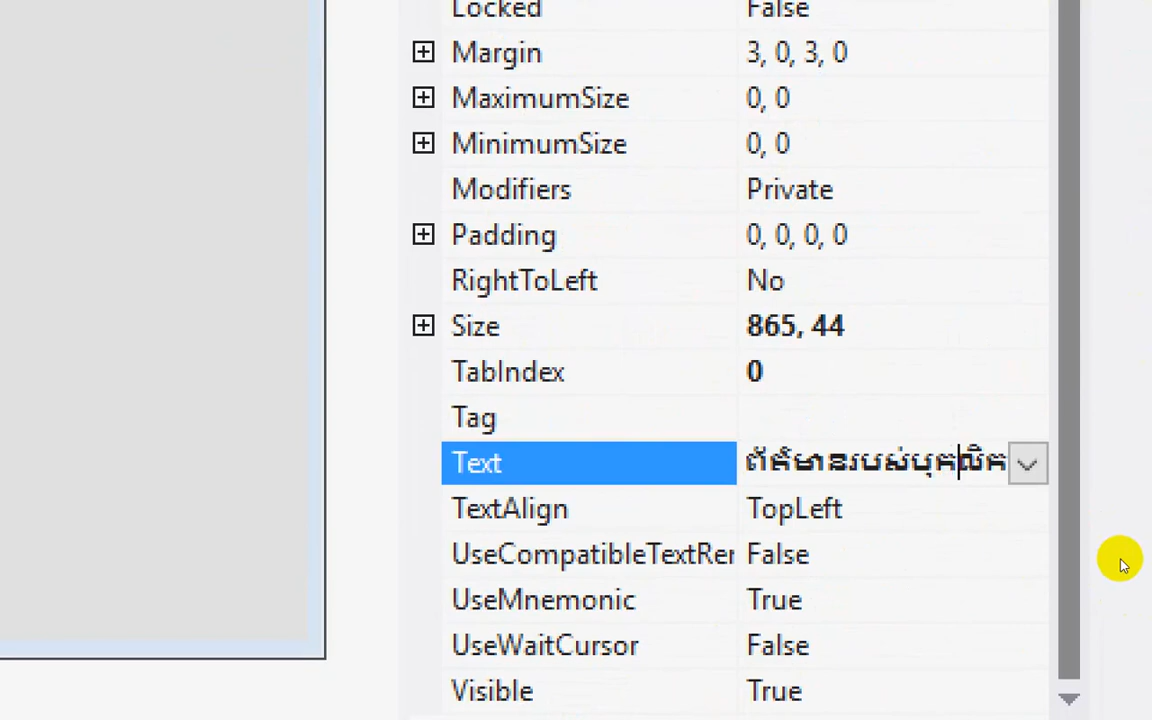 Locked False
Margin 3, 0, 3, 0
MaximumSize 0, 0
MinimumSize 0, 0
Modifiers Private
Padding 0, 0, 0, 0
RightToLeft No
Size 865, 44
TabIndex 0
Tag
Text ព័ត៌មានរបស់បុក់លិក
TextAlign TopLeft
UseCompatibleTextRer False
UseMnemonic True
UseWaitCursor False
Visible True